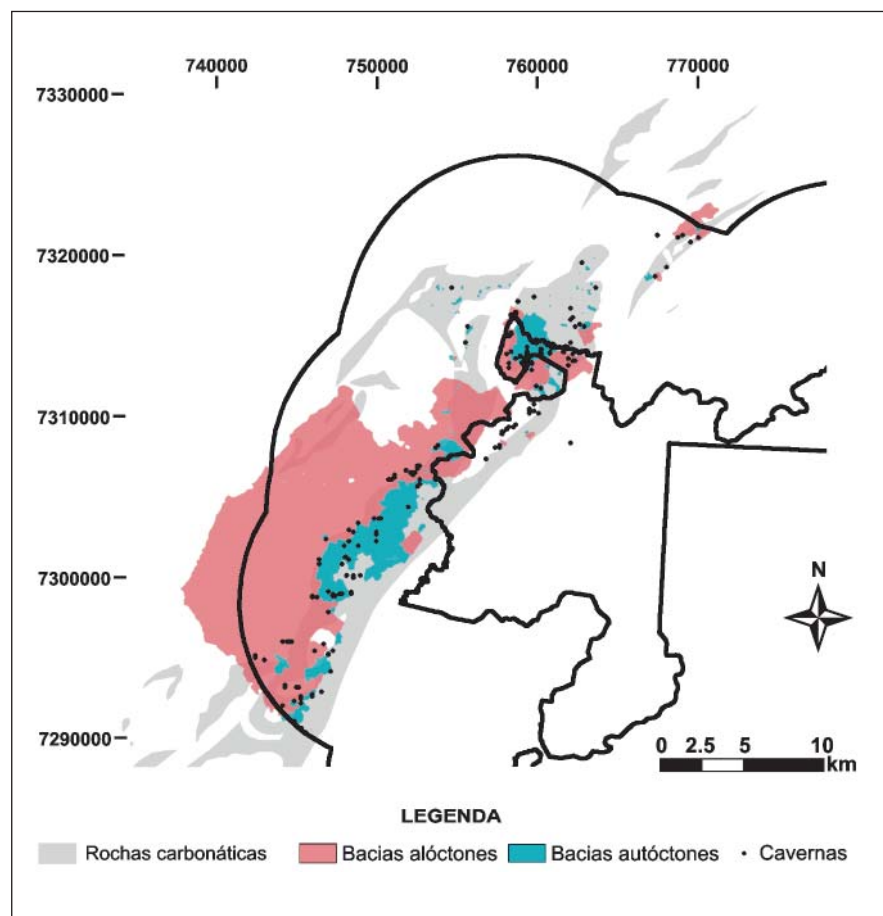 740000 750000 760000 770000
7330000
7320000
7310000
7300000
N
7290000
0 2.5 5 10
km
LEGENDA
Rochas carbonáticas Bacias alóctones Bacias autóctones Cavernas